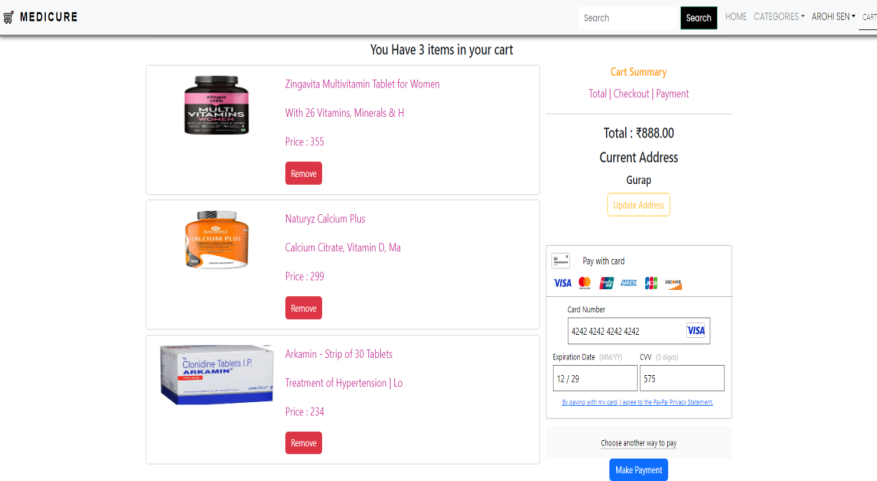 MEDICURE
Search
Search
HOME
CATEGORIES
AROHI SEN
CART
You Have 3 items in your cart
MULTI
VITAMINS
WOMEN
Zingavita Multivitamin Tablet for Women
With 26 Vitamins, Minerals & H
Price : 355
Remove
CALCIUM PLUS
Naturyz Calcium Plus
Calcium Citrate, Vitamin D, Ma
Price : 299
Remove
Clonidine Tablets I.P.
ARKAMIN
Arkamin - Strip of 30 Tablets
Treatment of Hypertension | Lo
Price : 234
Remove
Cart Summary
Total | Checkout | Payment
Total : ₹888.00
Current Address
Gurap
Update Address
Pay with card
VISA
AMEX
JCB
DISCOVER
Card Number
4242 4242 4242 4242
VISA
Expiration Date (MM/YY)
CVV (3 digits)
12 / 29
575
By paying with my card, I agree to the PayPal Privacy Statement.
Choose another way to pay
Make Payment